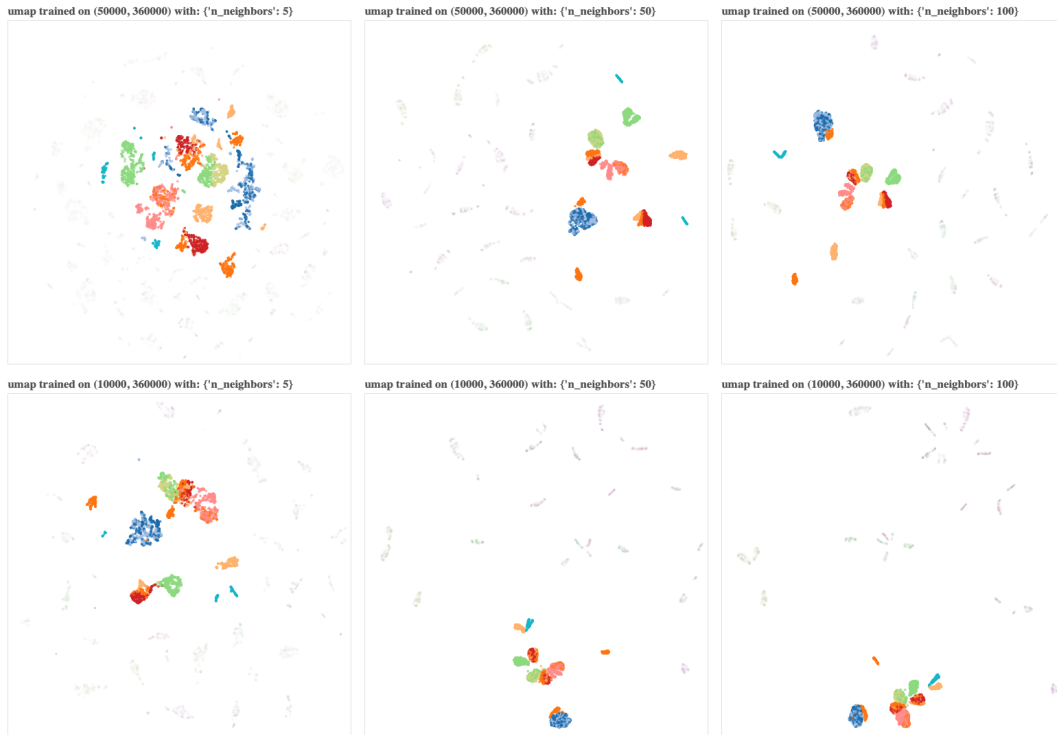 umap trained on (50000, 360000) with: {'n_neighbors': 5}
umap trained on (50000, 360000) with: {'n_neighbors': 50}
umap trained on (50000, 360000) with: {'n_neighbors': 100}
umap trained on (10000, 360000) with: {'n_neighbors': 5}
umap trained on (10000, 360000) with: {'n_neighbors': 50}
umap trained on (10000, 360000) with: {'n_neighbors': 100}